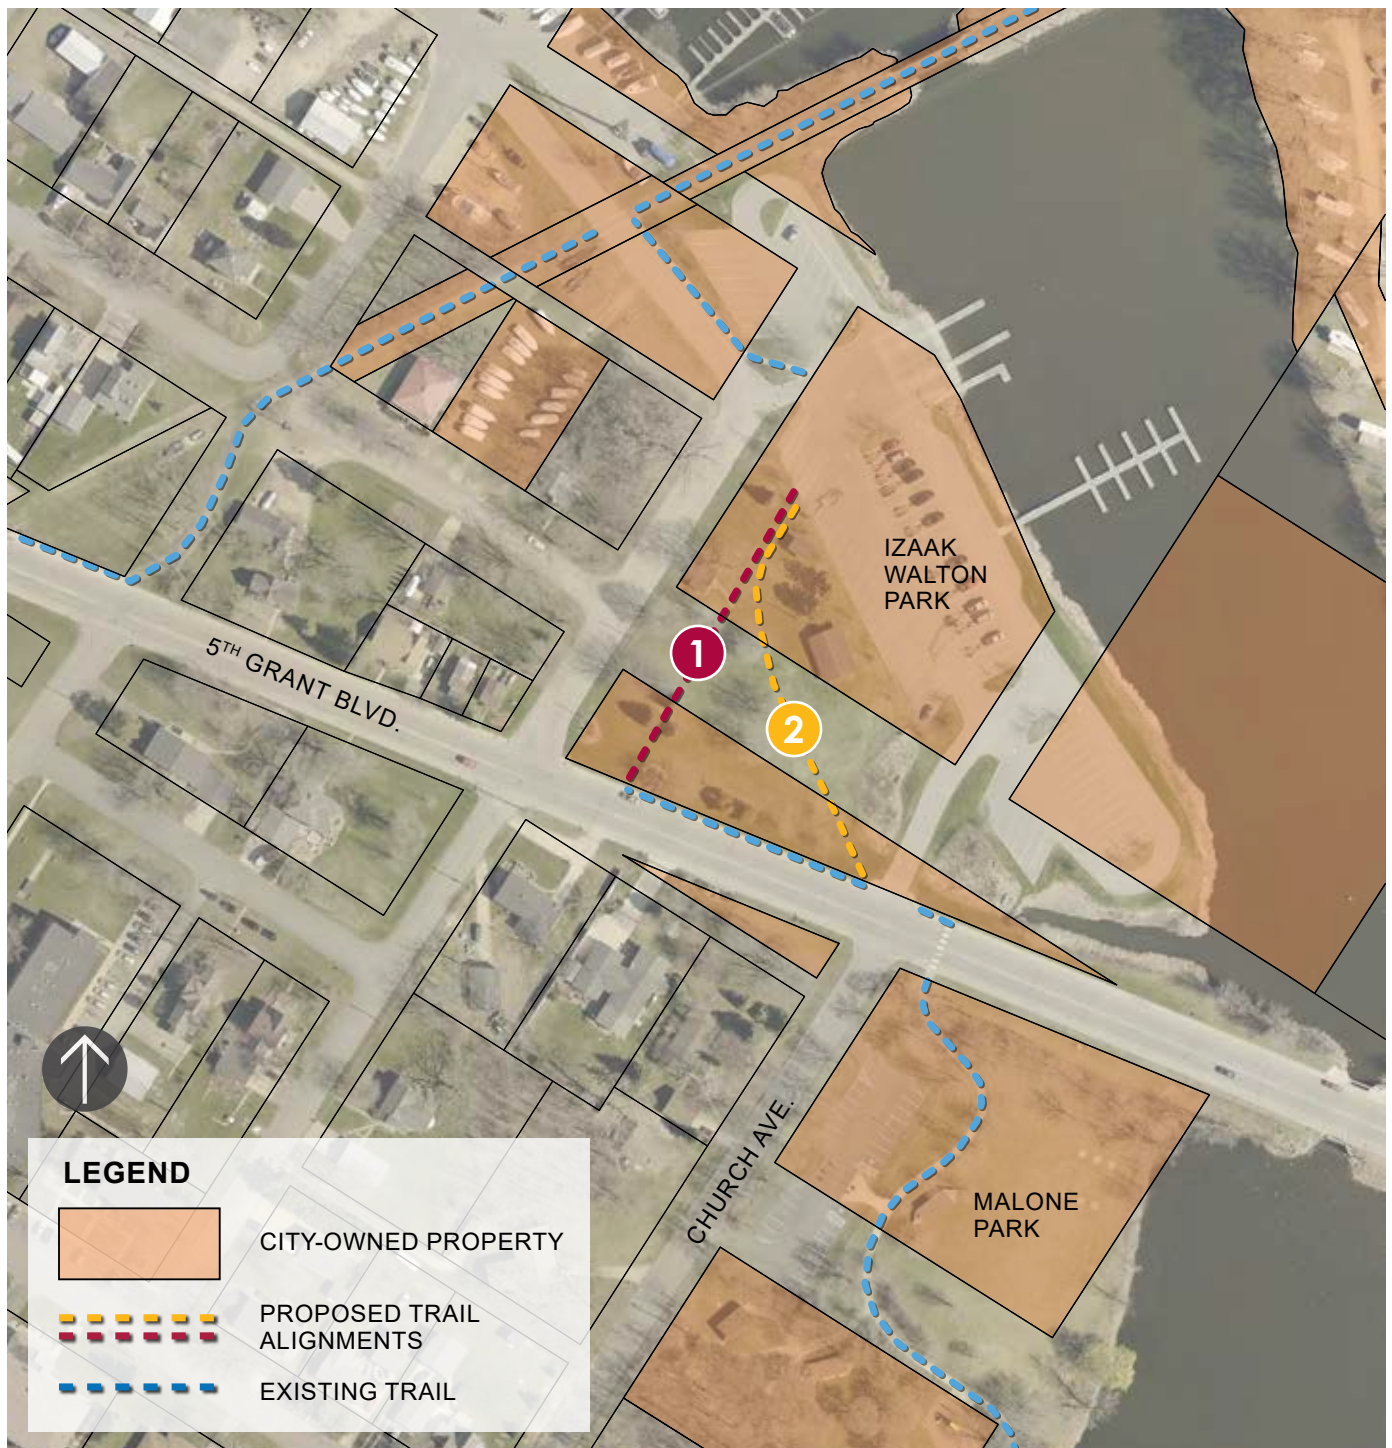 IZAAK
WALTON
PARK
1
5TH GRANT BLVD.
2
CHURCH AVE.
MALONE
PARK
LEGEND
CITY-OWNED PROPERTY
PROPOSED TRAIL
ALIGNMENTS
EXISTING TRAIL